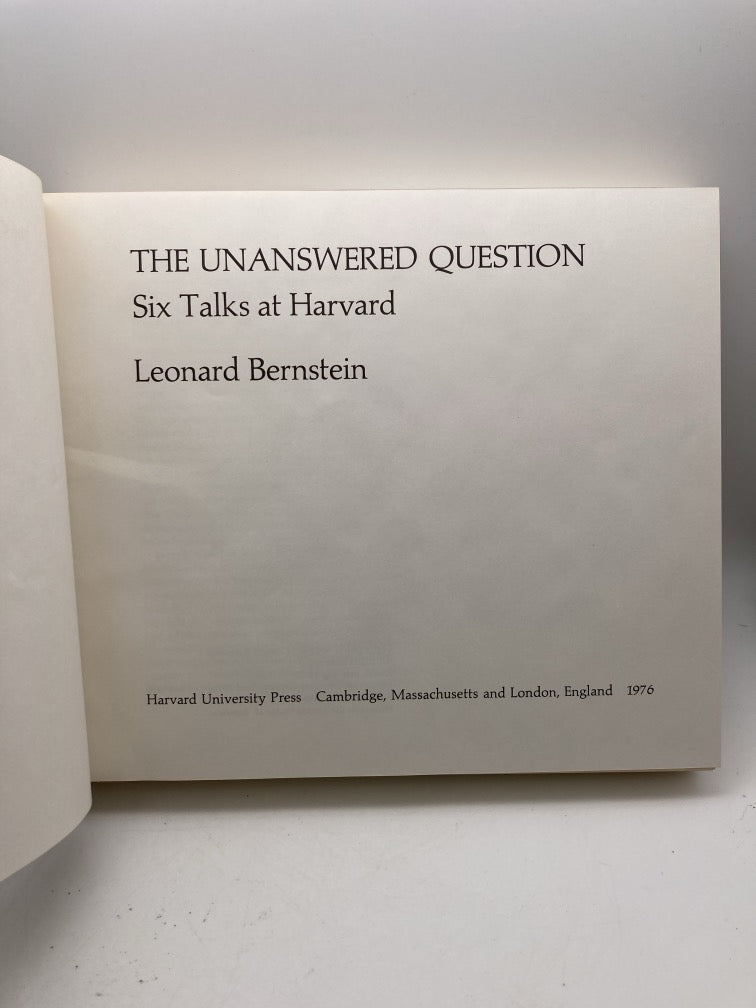 THE UNANSWERED QUESTION
Six Talks at Harvard
Leonard Bernstein
Harvard University Press Cambridge, Massachusetts and London, England 1976